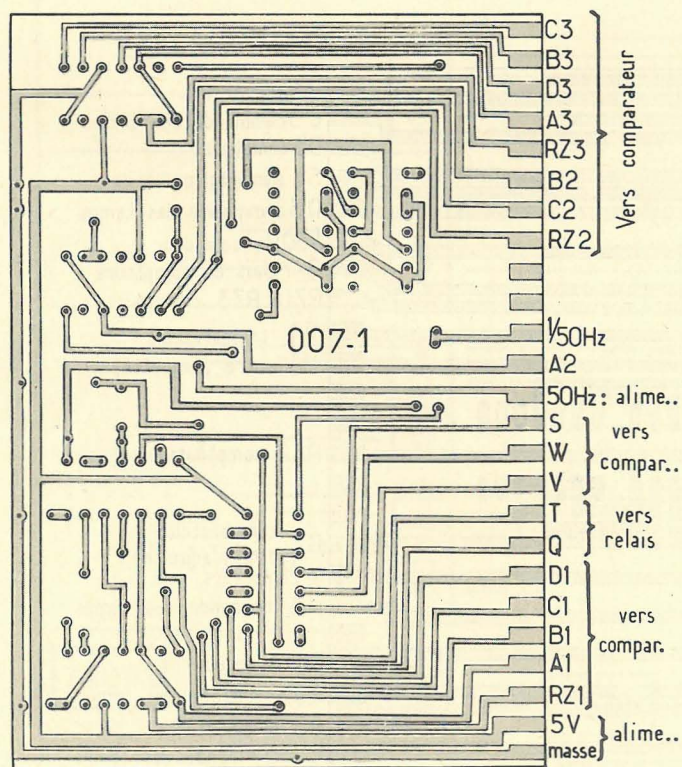 C3
B3
D3
A3
RZ3
B2
C2
RZ2
Vers comparateur
007-1
1/50Hz
A2
50Hz: alime..
S
W
V
vers
compar..
T
Q
vers
relais
D1
C1
B1
A1
RZ1
vers
compar.
5V
masse
alime..